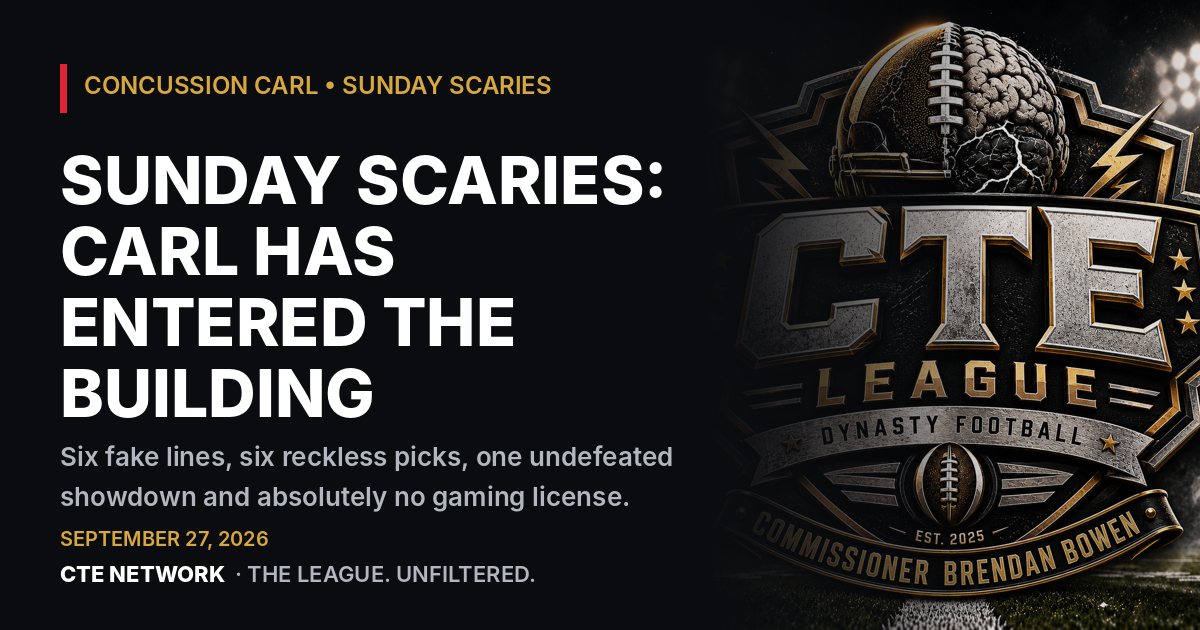 CONCUSSION CARL • SUNDAY SCARIES
SUNDAY SCARIES:
CARL HAS
ENTERED THE
BUILDING
Six fake lines, six reckless picks, one undefeated
showdown and absolutely no gaming license.
SEPTEMBER 27, 2026
CTE NETWORK · THE LEAGUE. UNFILTERED.
CTE
LEAGUE
DYNASTY FOOTBALL
EST. 2025
COMMISSIONER BRENDAN BOWEN